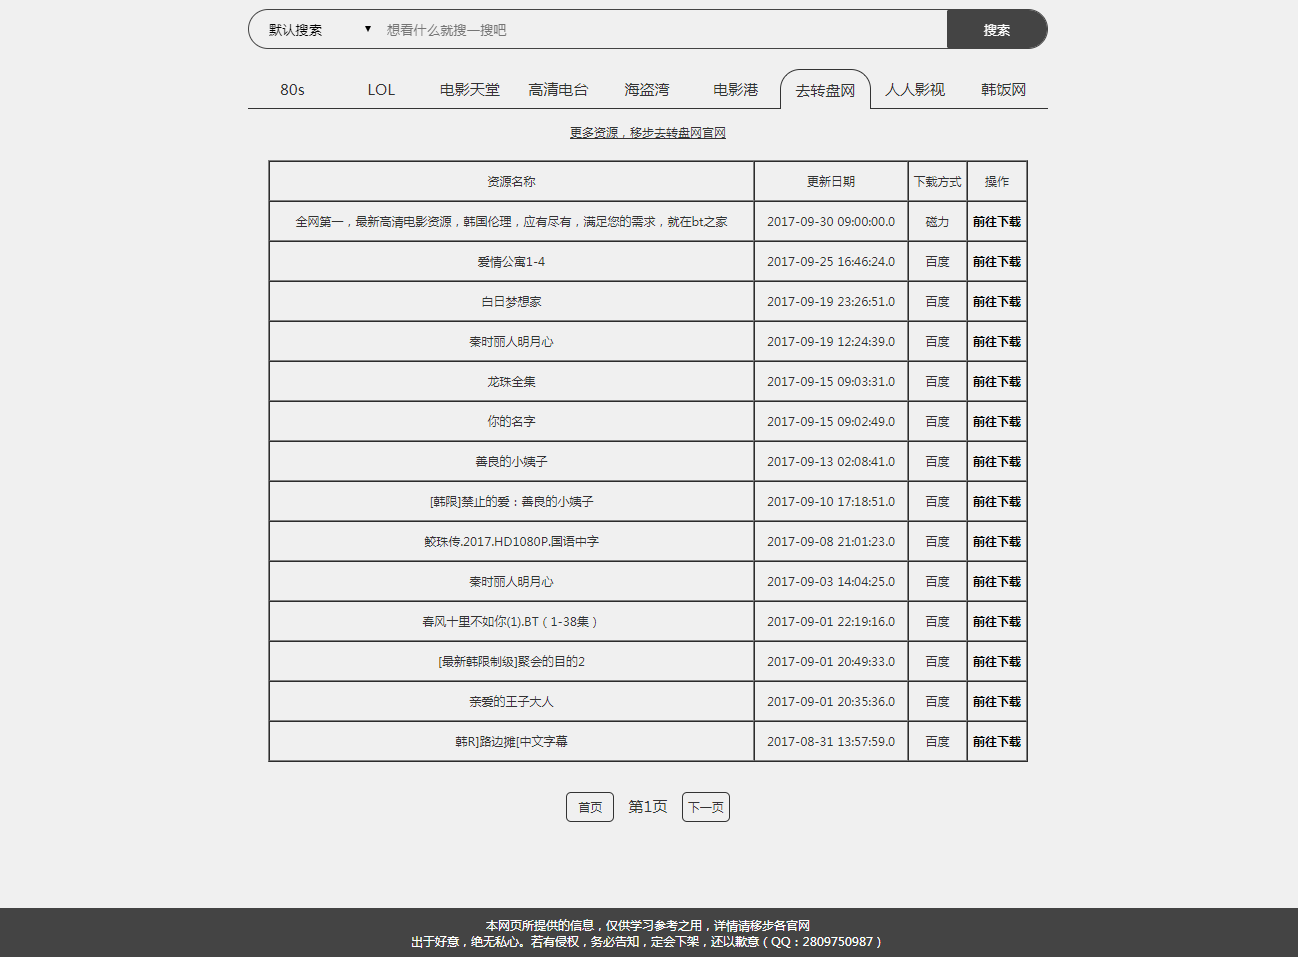 默认搜索 ▼ 想看什么就搜一搜吧 搜索
80s LOL 电影天堂 高清电台 海盗湾 电影港 去转盘网 人人影视 韩饭网
更多资源，移步去转盘网官网
资源名称 更新日期 下载方式 操作
全网第一，最新高清电影资源，韩国伦理，应有尽有，满足您的需求，就在bt之家 2017-09-30 09:00:00.0 磁力 前往下载
爱情公寓1-4 2017-09-25 16:46:24.0 百度 前往下载
白日梦想家 2017-09-19 23:26:51.0 百度 前往下载
秦时丽人明月心 2017-09-19 12:24:39.0 百度 前往下载
龙珠全集 2017-09-15 09:03:31.0 百度 前往下载
你的名字 2017-09-15 09:02:49.0 百度 前往下载
善良的小姨子 2017-09-13 02:08:41.0 百度 前往下载
[韩限]禁止的爱：善良的小姨子 2017-09-10 17:18:51.0 百度 前往下载
鲛珠传.2017.HD1080P.国语中字 2017-09-08 21:01:23.0 百度 前往下载
秦时丽人明月心 2017-09-03 14:04:25.0 百度 前往下载
春风十里不如你(1).BT（1-38集） 2017-09-01 22:19:16.0 百度 前往下载
[最新韩限制级]聚会的目的2 2017-09-01 20:49:33.0 百度 前往下载
亲爱的王子大人 2017-09-01 20:35:36.0 百度 前往下载
韩R]路边摊[中文字幕 2017-08-31 13:57:59.0 百度 前往下载
首页 第1页 下一页
本网页所提供的信息，仅供学习参考之用，详情请移步各官网
出于好意，绝无私心。若有侵权，务必告知，定会下架，还以歉意（QQ：2809750987）